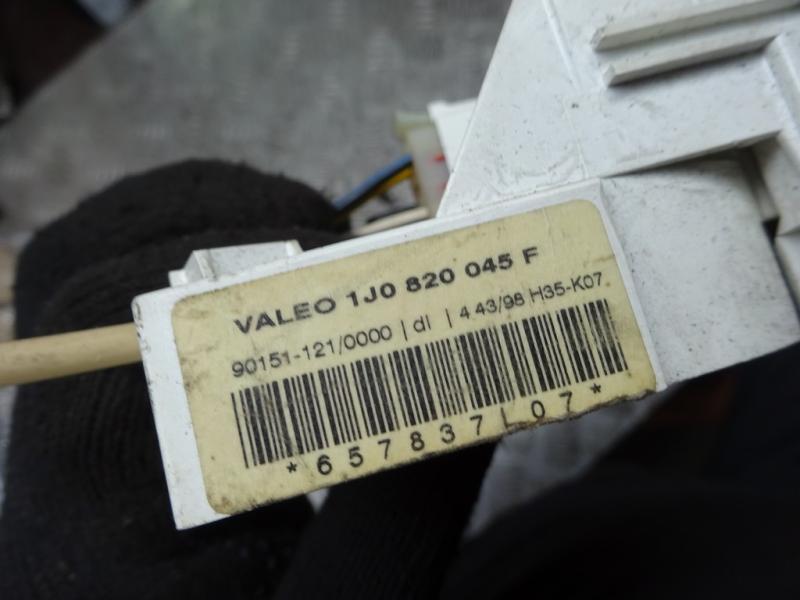 VALEO 1J0 820 045 F
90151-121/0000 | dl | 4 43/98 H35-K07
*657837L07*